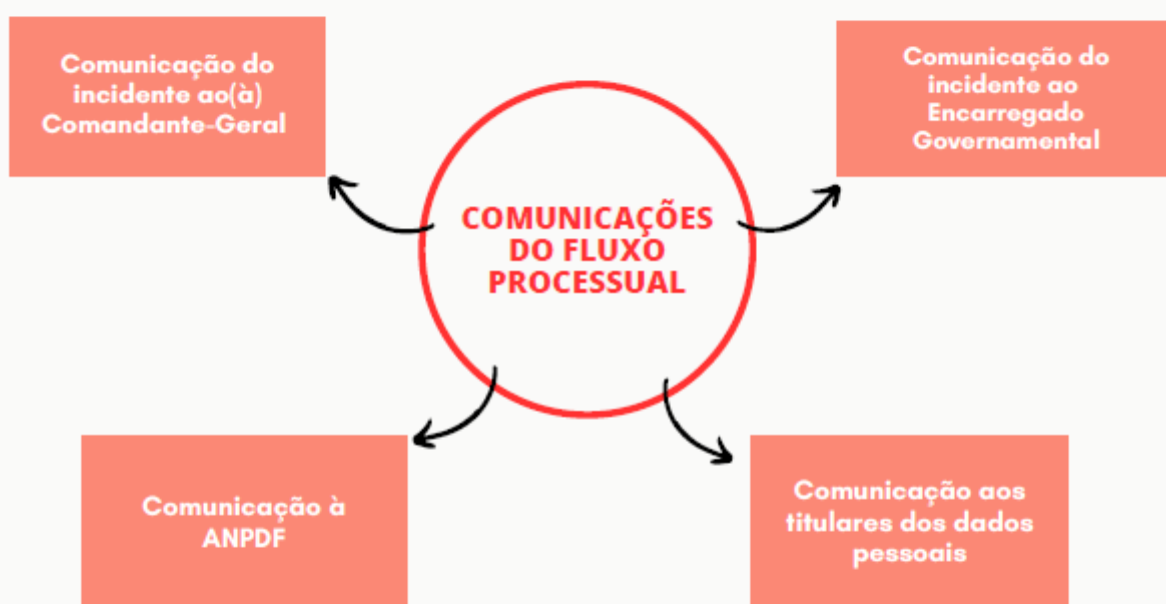 Comunicação do
incidente ao(à)
Comandante-Geral
Comunicação do
incidente ao
Encarregado
Governamental
COMUNICAÇÕES
DO FLUXO
PROCESSUAL
Comunicação à
ANPDF
Comunicação aos
titulares dos dados
pessoais